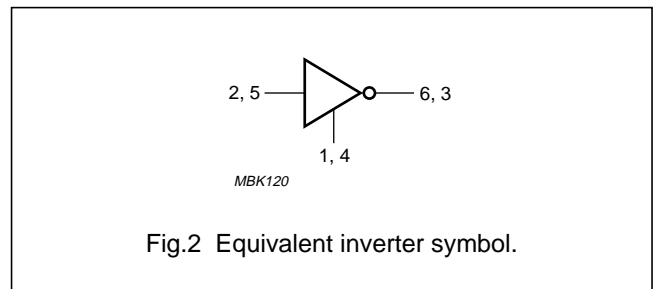 2, 5
6, 3
1, 4
MBK120
Fig.2 Equivalent inverter symbol.